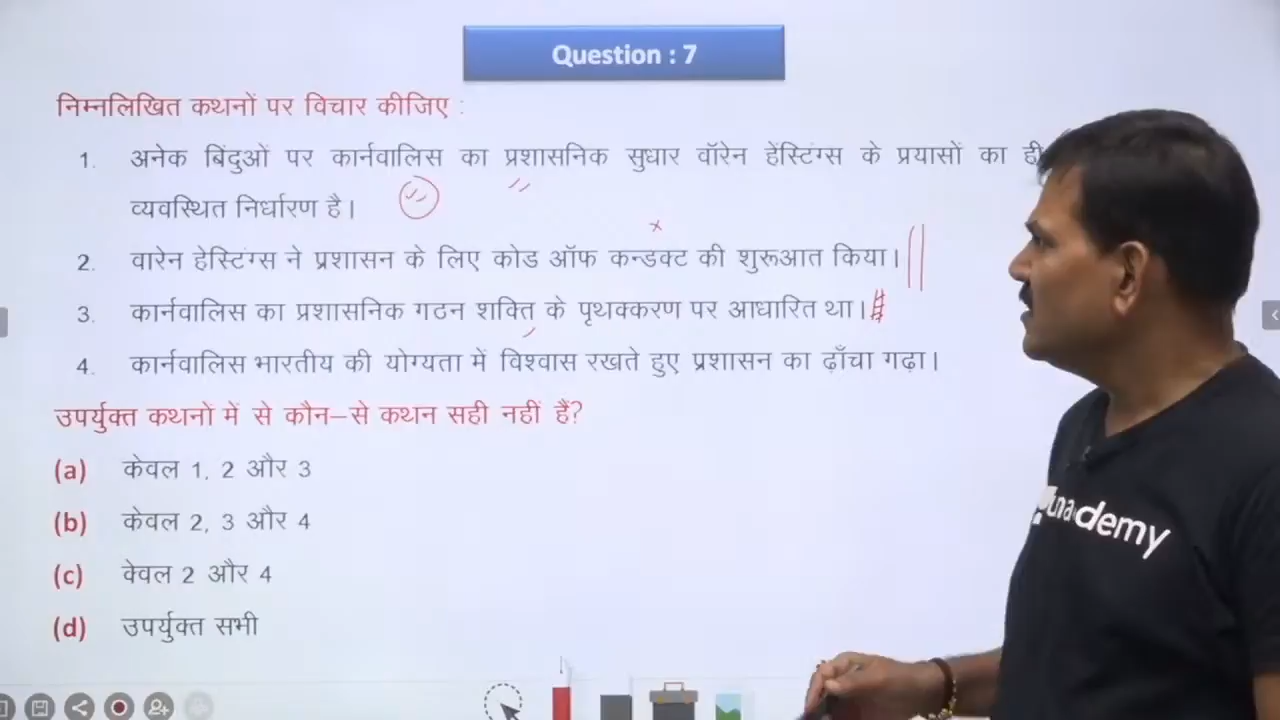 Question : 7
निम्नलिखित कथनों पर विचार कीजिए :
1. अनेक बिंदुओं पर कार्नवालिस का प्रशासनिक सुधार वॉरेन हेंस्टिंग्स के प्रयासों का ही
व्यवस्थित निर्धारण है।
2. वारेन हेस्टिंग्स ने प्रशासन के लिए कोड ऑफ कन्डक्ट की शुरूआत किया।
3. कार्नवालिस का प्रशासनिक गठन शक्ति के पृथक्करण पर आधारित था।
4. कार्नवालिस भारतीय की योग्यता में विश्वास रखते हुए प्रशासन का ढ़ाँचा गढ़ा।
उपर्युक्त कथनों में से कौन–से कथन सही नहीं हैं?
(a) केवल 1, 2 और 3
(b) केवल 2, 3 और 4
(c) केवल 2 और 4
(d) उपर्युक्त सभी
unacademy